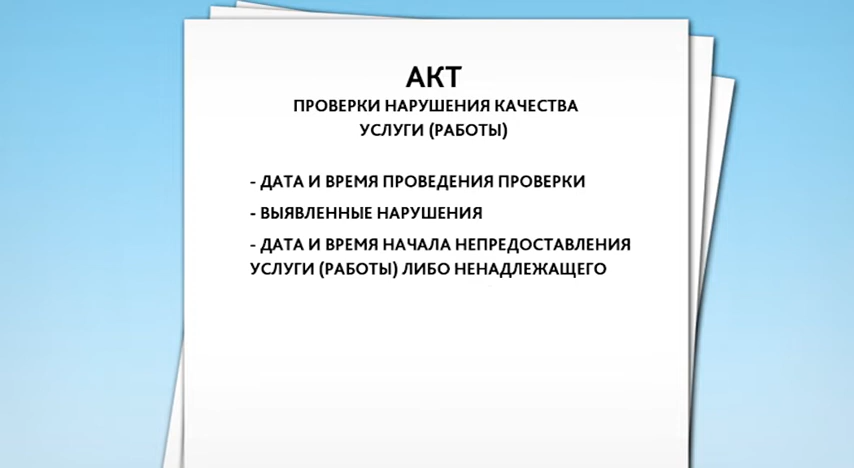 АКТ
ПРОВЕРКИ НАРУШЕНИЯ КАЧЕСТВА
УСЛУГИ (РАБОТЫ)
- ДАТА И ВРЕМЯ ПРОВЕДЕНИЯ ПРОВЕРКИ
- ВЫЯВЛЕННЫЕ НАРУШЕНИЯ
- ДАТА И ВРЕМЯ НАЧАЛА НЕПРЕДОСТАВЛЕНИЯ
УСЛУГИ (РАБОТЫ) ЛИБО НЕНАДЛЕЖАЩЕГО